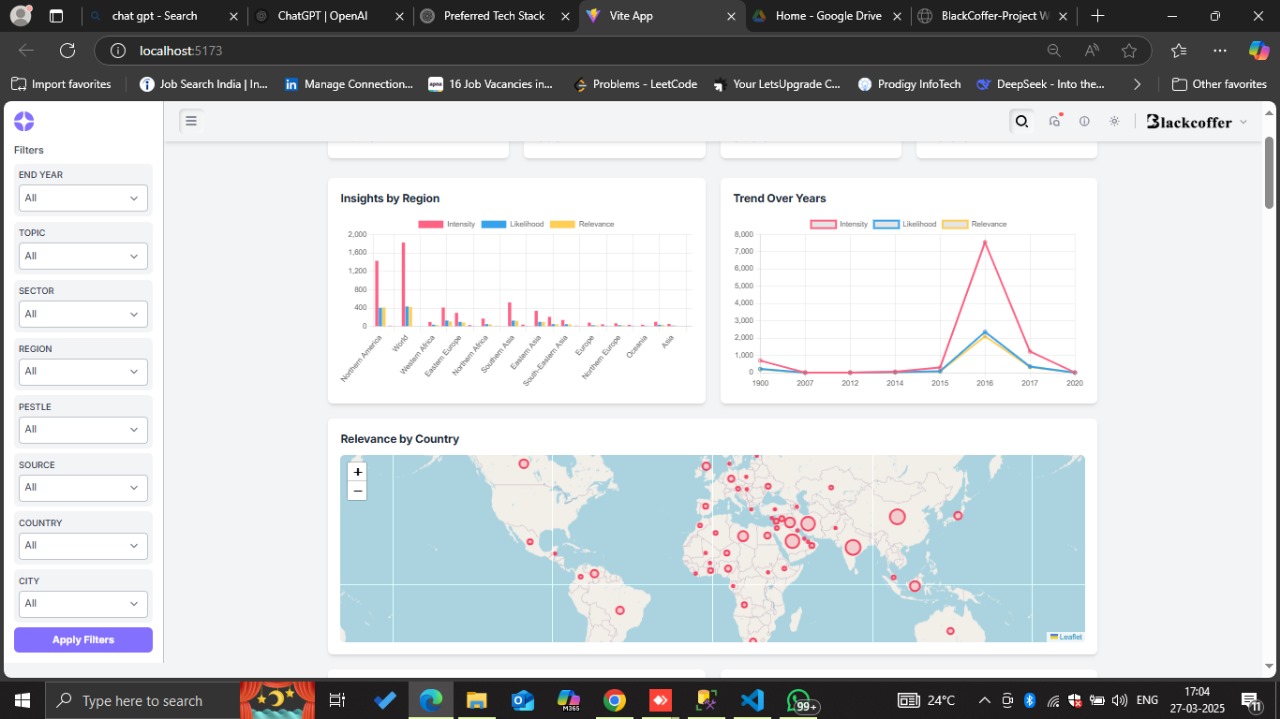 chat gpt - Search
ChatGPT | OpenAI
Preferred Tech Stack
Vite App
Home - Google Drive
BlackCoffer-Project W
localhost:5173
Import favorites
Job Search India | In...
Manage Connection...
16 Job Vacancies in...
Problems - LeetCode
Your LetsUpgrade C...
Prodigy InfoTech
DeepSeek - Into the...
Other favorites
Blackcoffer
Filters
END YEAR
All
TOPIC
All
SECTOR
All
REGION
All
PESTLE
All
SOURCE
All
COUNTRY
All
CITY
All
Apply Filters
Insights by Region
Intensity Likelihood Relevance
2,000
1,600
1,200
800
400
0
Northern America
World
Western Africa
Eastern Europe
Northern Africa
Southern Asia
Eastern Asia
South-Eastern Asia
Europe
Northern Europe
Oceania
Asia
Trend Over Years
Intensity Likelihood Relevance
8,000
7,000
6,000
5,000
4,000
3,000
2,000
1,000
0
1900 2007 2012 2014 2015 2016 2017 2020
Relevance by Country
+
−
Leaflet
Type here to search
M365
99+
24°C
ENG
17:04
27-03-2025
11